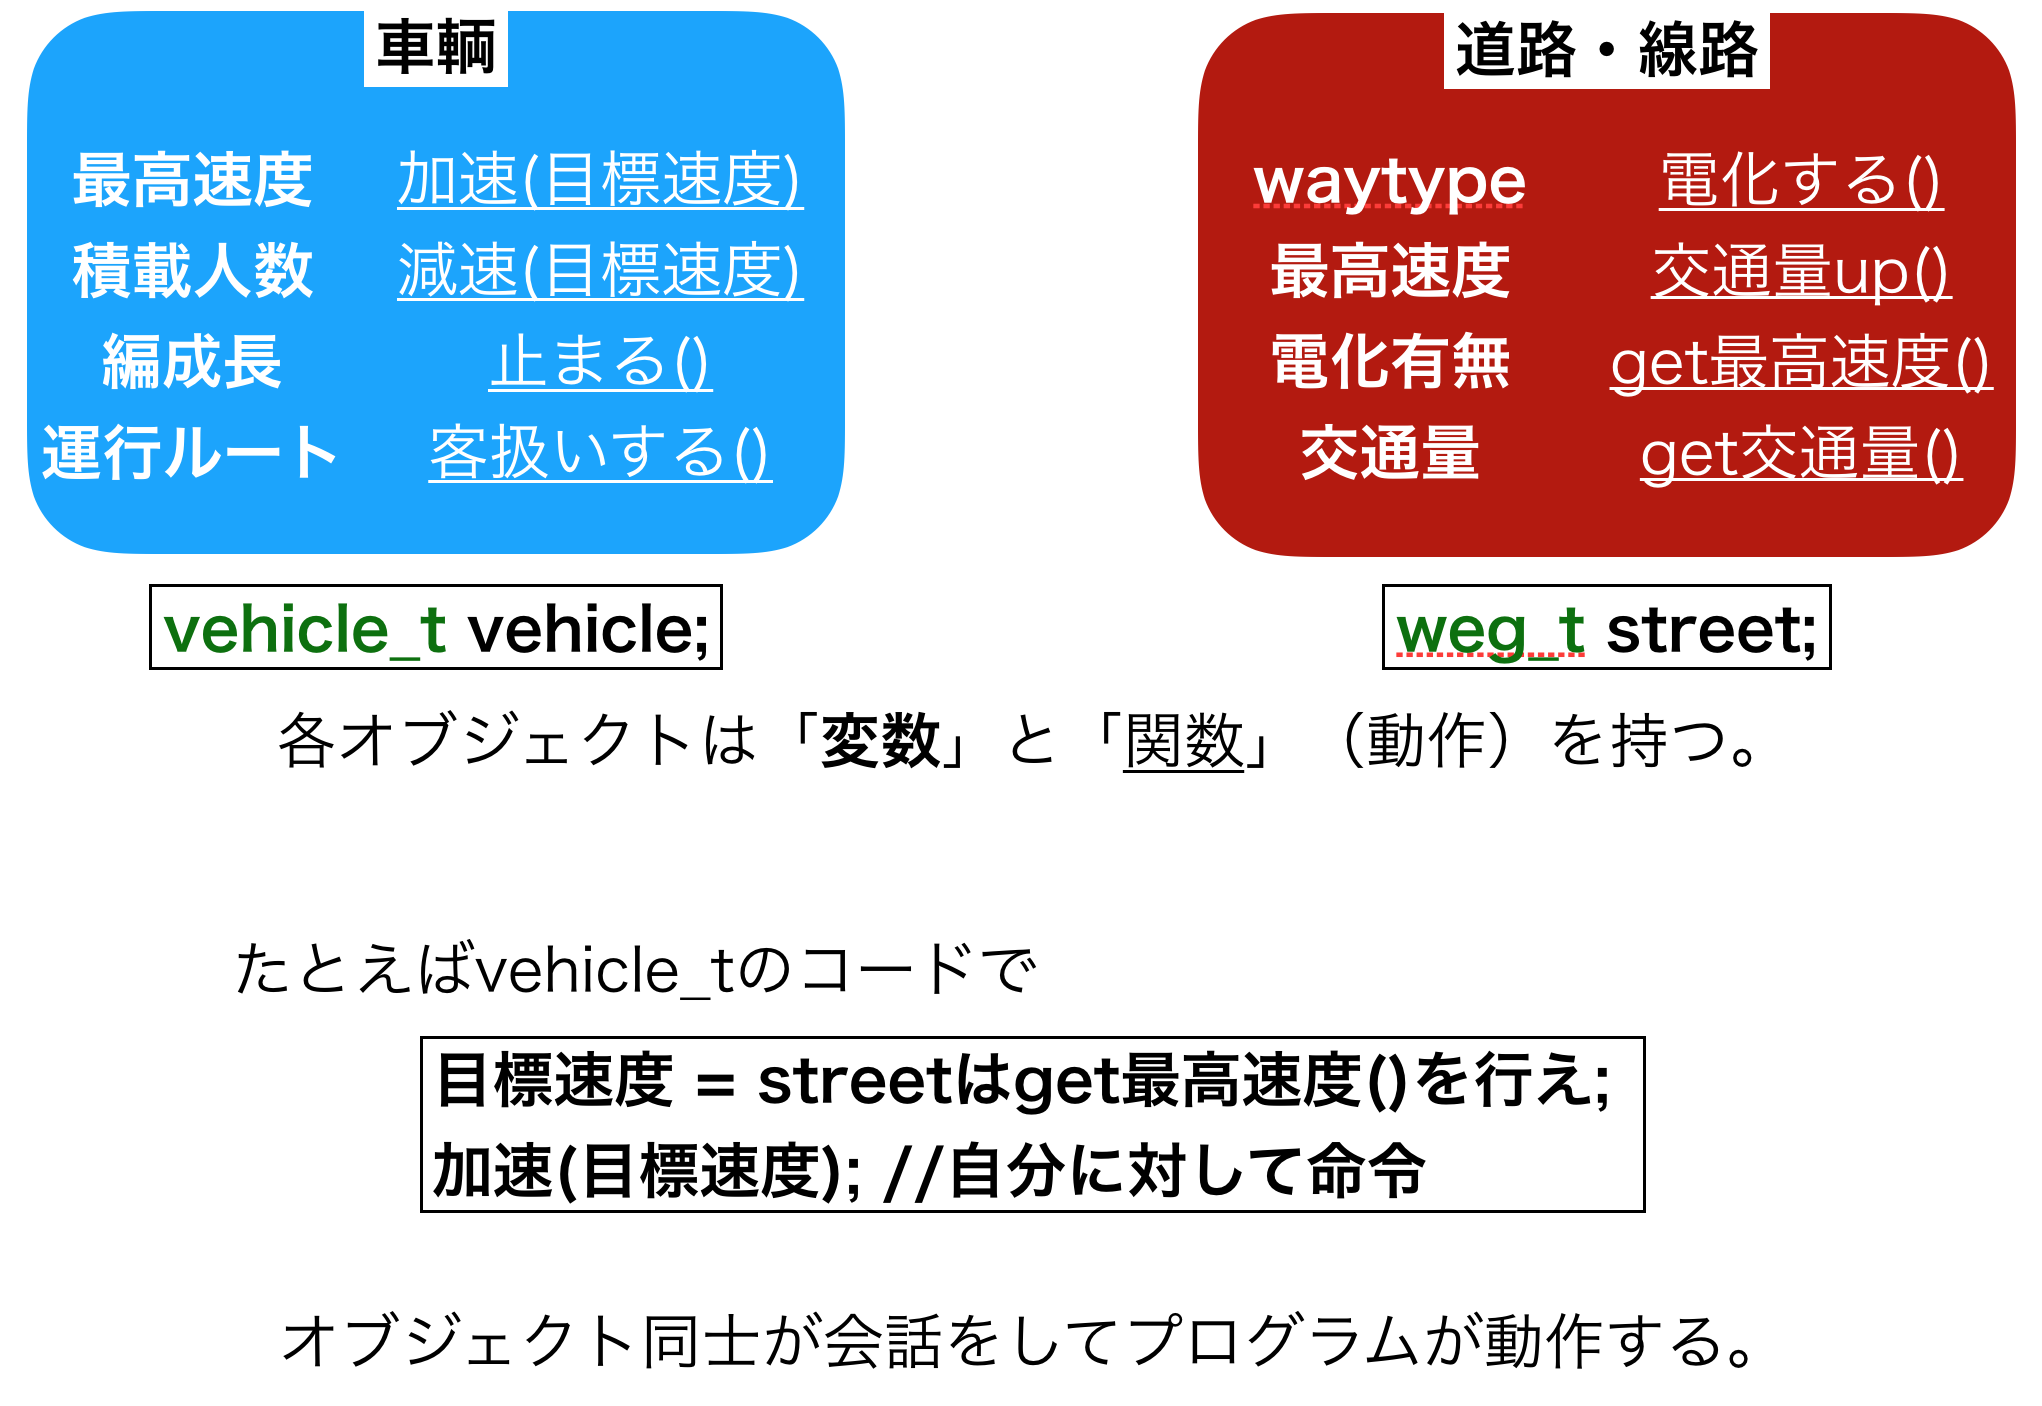 車輌
最高速度 加速(目標速度)
積載人数 減速(目標速度)
編成長 止まる()
運行ルート 客扱いする()
vehicle_t vehicle;
道路・線路
waytype 電化する()
最高速度 交通量up()
電化有無 get最高速度()
交通量 get交通量()
weg_t street;
各オブジェクトは「変数」と「関数」（動作）を持つ。
たとえばvehicle_tのコードで
目標速度 = streetはget最高速度()を行え;
加速(目標速度); //自分に対して命令
オブジェクト同士が会話をしてプログラムが動作する。